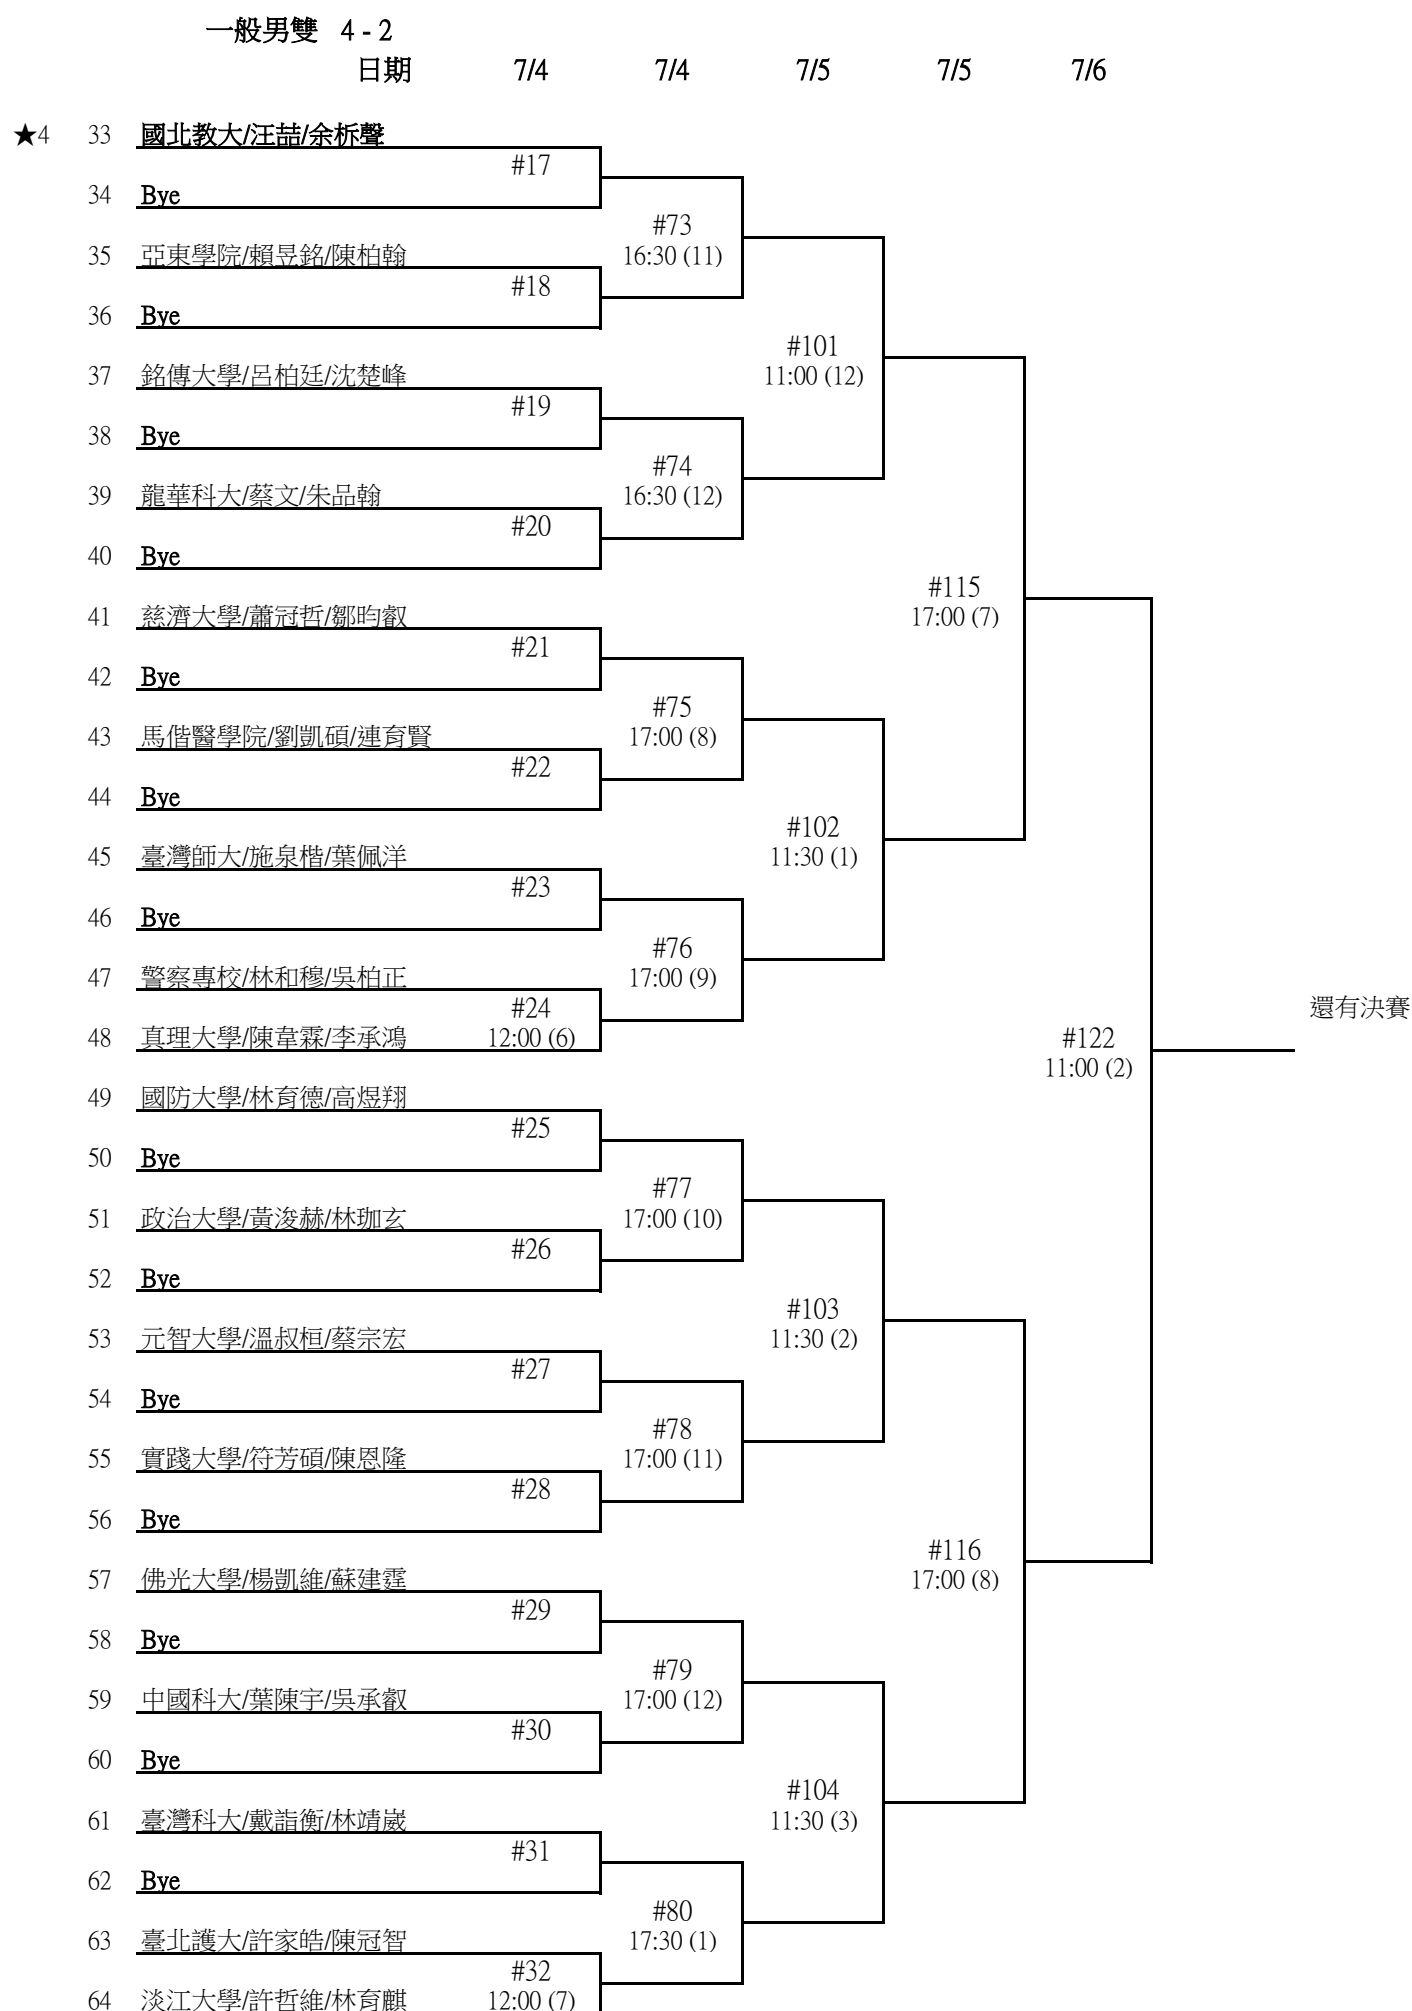 一般男雙 4 - 2
日期 7/4 7/4 7/5 7/5 7/6
★4 33 國北教大/汪喆/余析聲
#17
34 Bye
#73
35 亞東學院/賴昱銘/陳柏翰 16:30 (11)
#18
36 Bye
#101
37 銘傳大學/呂柏廷/沈楚峰 11:00 (12)
#19
38 Bye
#74
39 龍華科大/蔡文/朱品翰 16:30 (12)
#20
40 Bye
#115
41 慈濟大學/蕭冠哲/鄒昀叡 17:00 (7)
#21
42 Bye
#75
43 馬偕醫學院/劉凱碩/連育賢 17:00 (8)
#22
44 Bye
#102
45 臺灣師大/施泉楷/葉佩洋 11:30 (1)
#23
46 Bye
#76
47 警察專校/林和穆/吳柏正 17:00 (9)
#24 還有決賽
48 真理大學/陳韋霖/李承鴻 12:00 (6) #122
11:00 (2)
49 國防大學/林育德/高煜翔
#25
50 Bye
#77
51 政治大學/黃浚赫/林珈玄 17:00 (10)
#26
52 Bye
#103
53 元智大學/溫叔桓/蔡宗宏 11:30 (2)
#27
54 Bye
#78
55 實踐大學/符芳碩/陳恩隆 17:00 (11)
#28
56 Bye
#116
57 佛光大學/楊凱維/蘇建霆 17:00 (8)
#29
58 Bye
#79
59 中國科大/葉陳宇/吳承叡 17:00 (12)
#30
60 Bye
#104
61 臺灣科大/戴詣衡/林靖崴 11:30 (3)
#31
62 Bye
#80
63 臺北護大/許家皓/陳冠智 17:30 (1)
#32
64 淡江大學/許哲維/林育麒 12:00 (7)